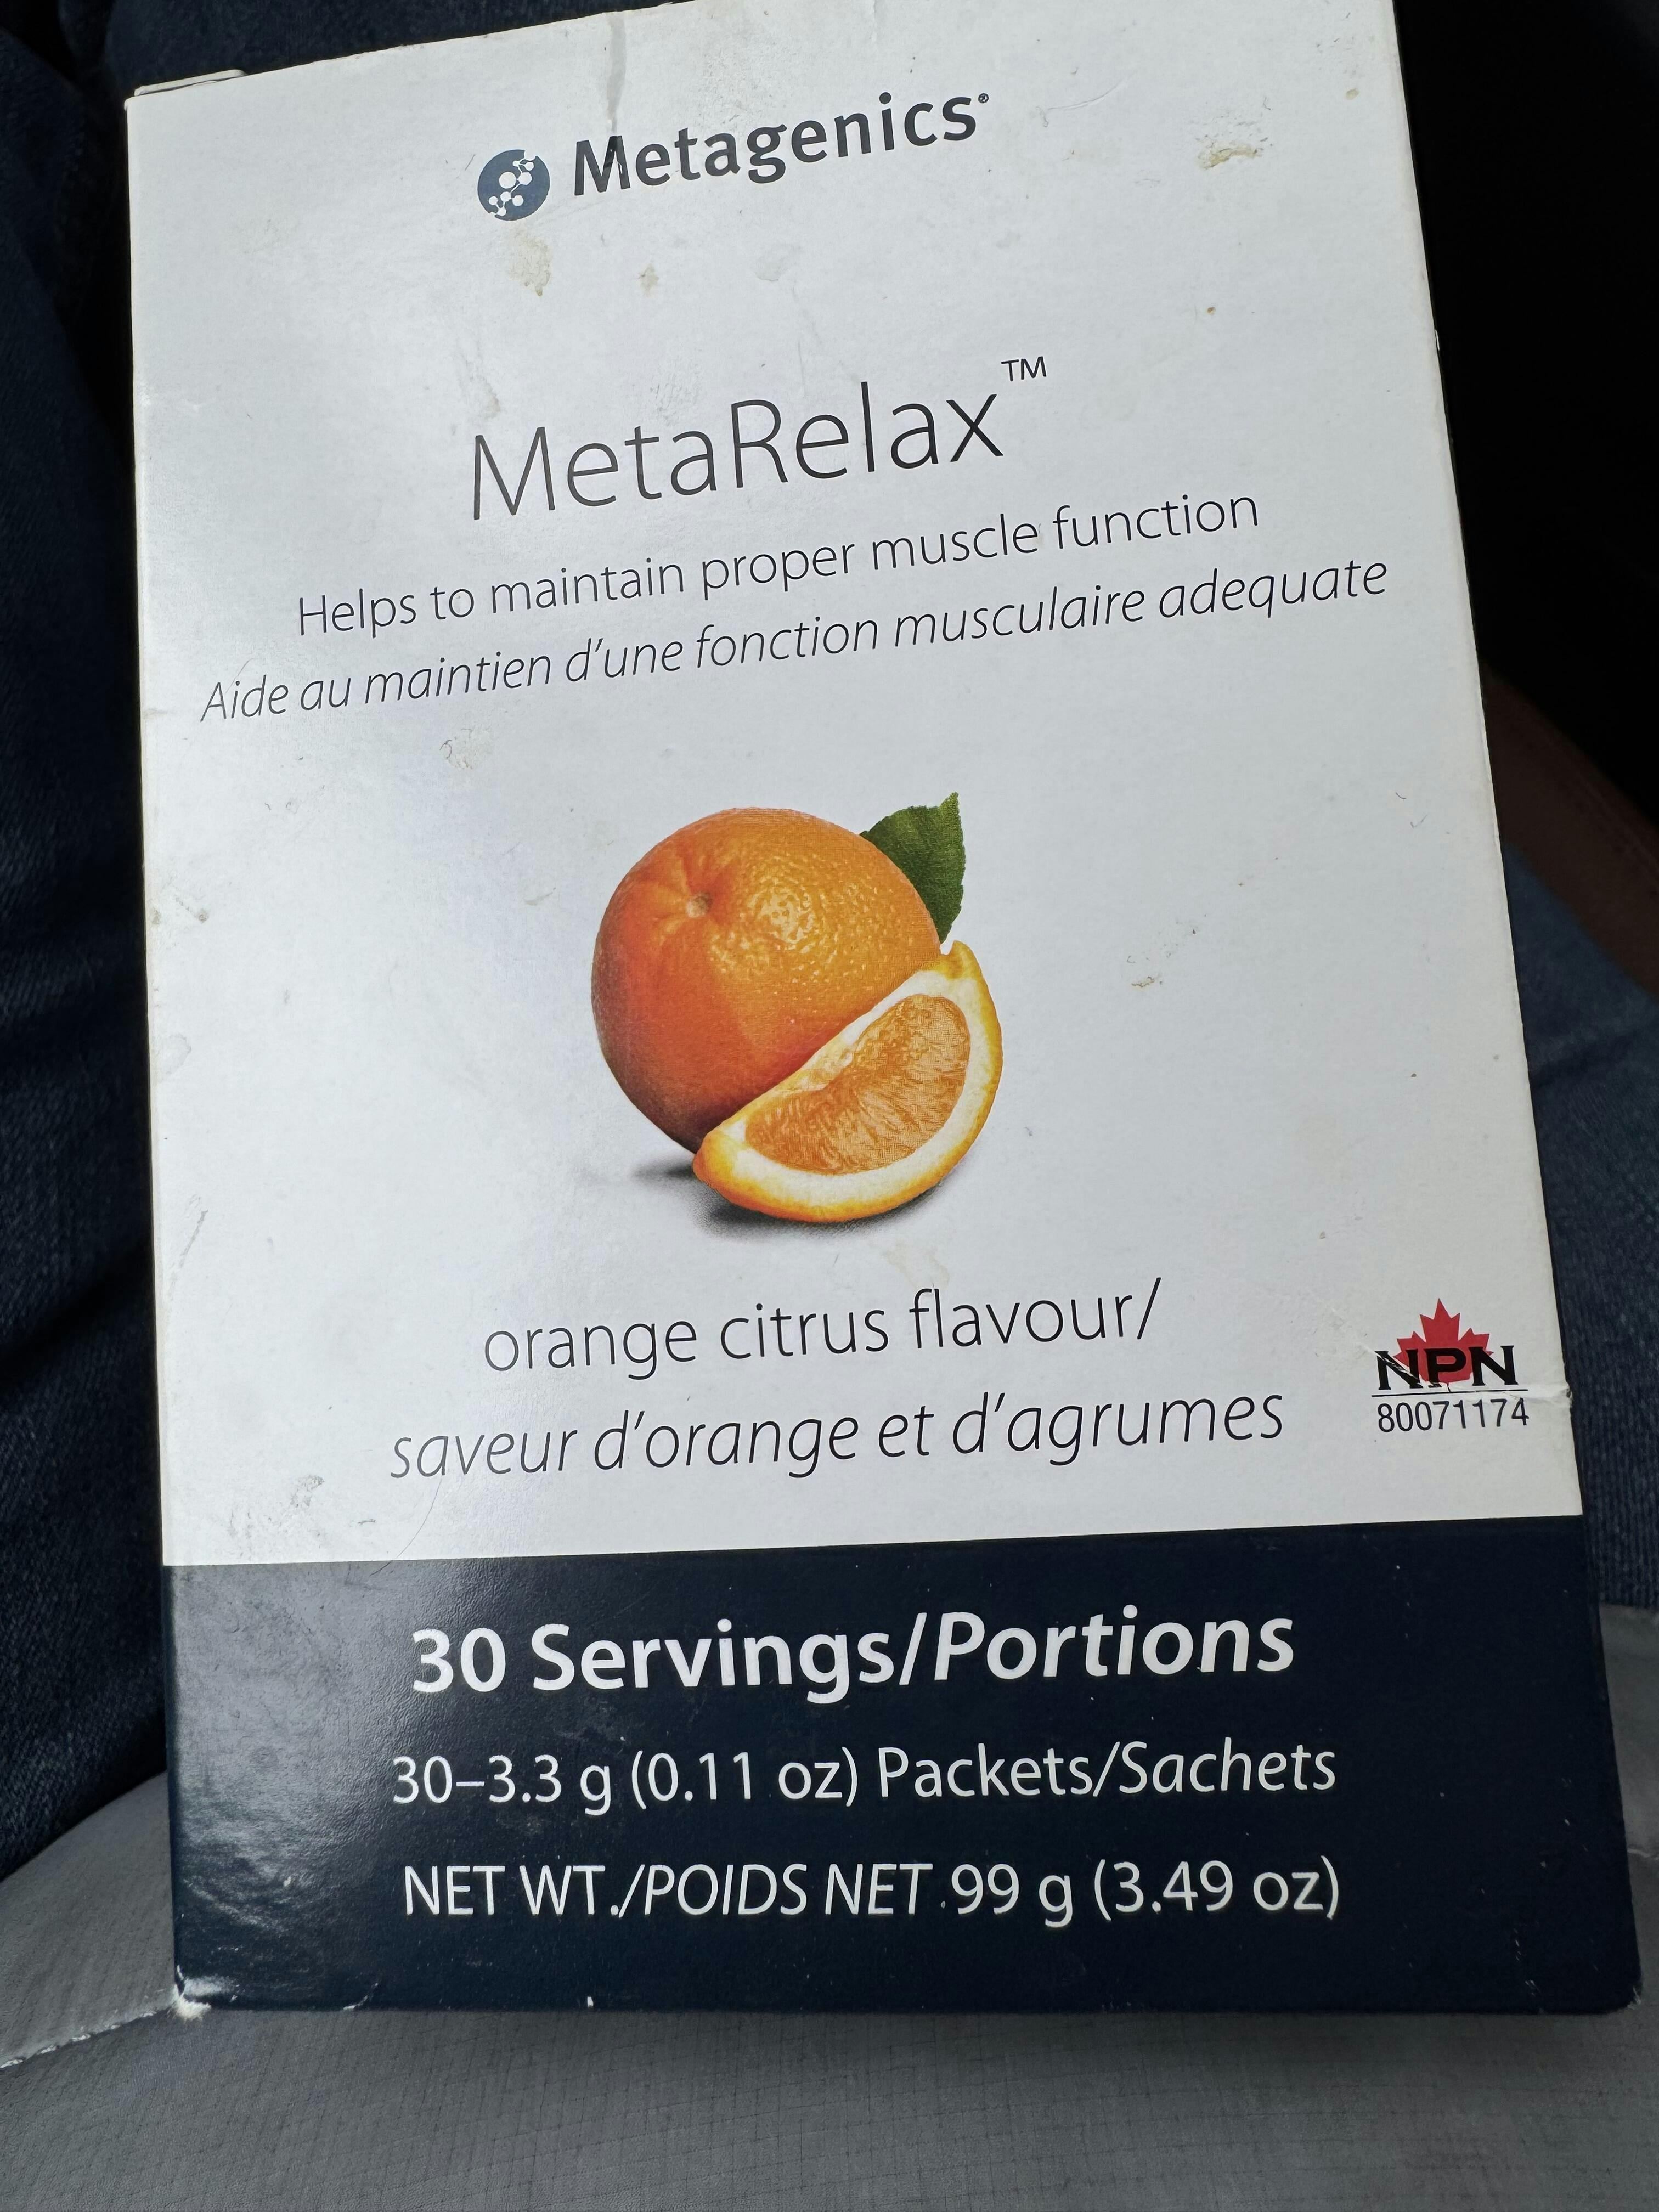 Metagenics®
MetaRelax™
Helps to maintain proper muscle function
Aide au maintien d'une fonction musculaire adequate
orange citrus flavour/
saveur d'orange et d'agrumes
NPN
80071174
30 Servings/Portions
30–3.3 g (0.11 oz) Packets/Sachets
NET WT./POIDS NET 99 g (3.49 oz)